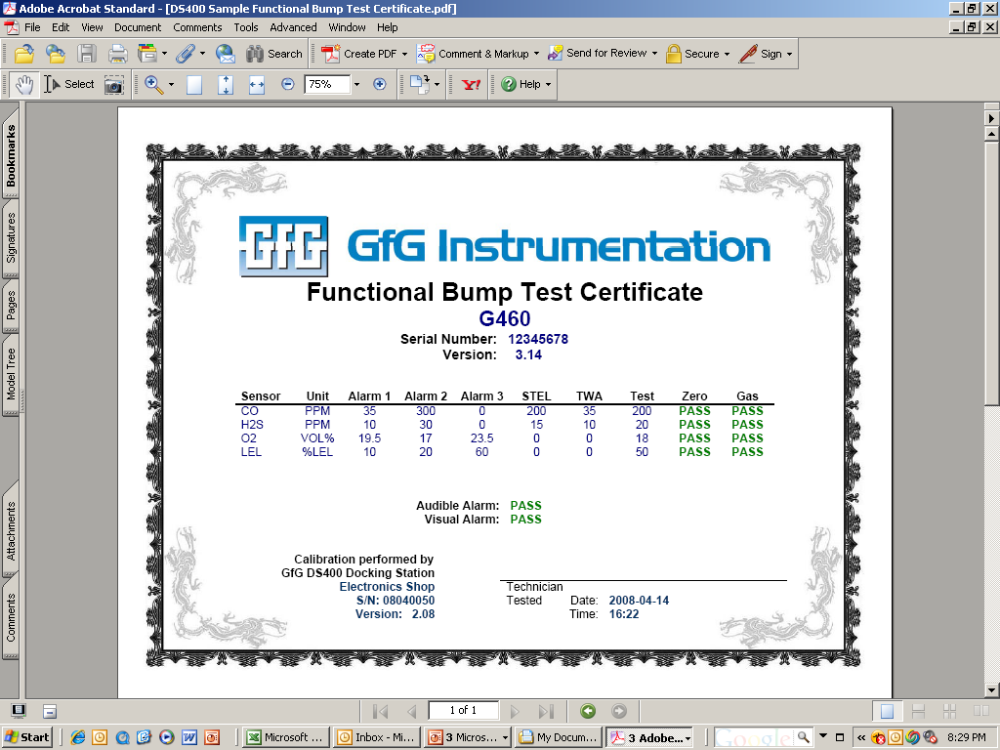 Adobe Acrobat Standard - [DS400 Sample Functional Bump Test Certificate.pdf]
File Edit View Document Comments Tools Advanced Window Help
Search Create PDF Comment & Markup Send for Review Secure Sign
Select 75% Y! Help
Bookmarks
Signatures
Pages
Model Tree
Attachments
Comments
GfG GfG Instrumentation
Functional Bump Test Certificate
G460
Serial Number: 12345678
Version: 3.14
Sensor Unit Alarm 1 Alarm 2 Alarm 3 STEL TWA Test Zero Gas
CO PPM 35 300 0 200 35 200 PASS PASS
H2S PPM 10 30 0 15 10 20 PASS PASS
O2 VOL% 19.5 17 23.5 0 0 18 PASS PASS
LEL %LEL 10 20 60 0 0 50 PASS PASS
Audible Alarm: PASS
Visual Alarm: PASS
Calibration performed by
GfG DS400 Docking Station
Electronics Shop
S/N: 08040050
Version: 2.08
Technician
Tested Date: 2008-04-14
Time: 16:22
1 of 1
Start Microsoft ... Inbox - Mi... 3 Micros... My Docum... 3 Adobe... Google 8:29 PM